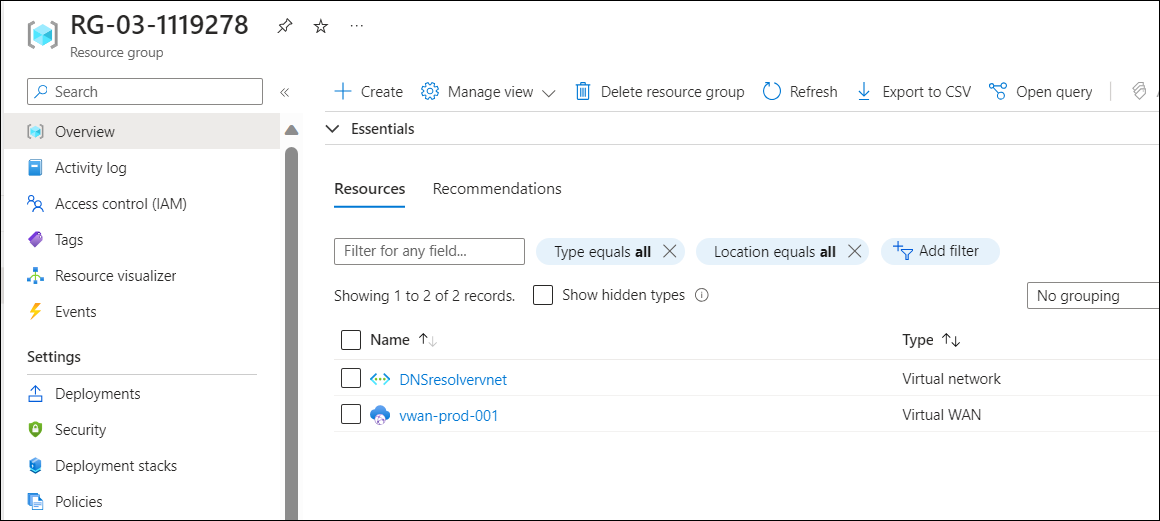 RG-03-1119278
Resource group
Search
Overview
Activity log
Access control (IAM)
Tags
Resource visualizer
Events
Settings
Deployments
Security
Deployment stacks
Policies
Create Manage view Delete resource group Refresh Export to CSV Open query
Essentials
Resources Recommendations
Filter for any field... Type equals all Location equals all Add filter
Showing 1 to 2 of 2 records. Show hidden types No grouping
Name Type
DNSresolvervnet Virtual network
vwan-prod-001 Virtual WAN